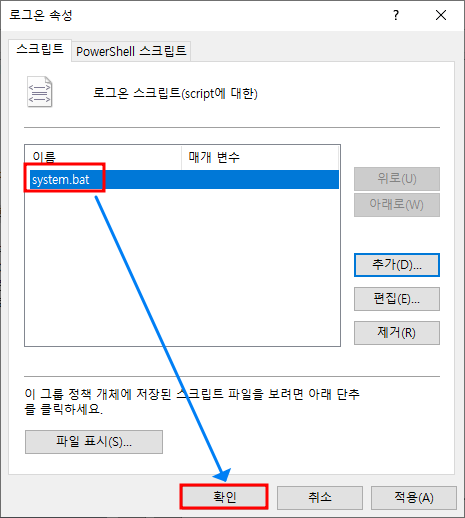 로그온 속성
스크립트 PowerShell 스크립트
로그온 스크립트(script에 대한)
이름 매개 변수
system.bat
위로(U)
아래로(W)
추가(D)...
편집(E)...
제거(R)
이 그룹 정책 개체에 저장된 스크립트 파일을 보려면 아래 단추
를 클릭하세요.
파일 표시(S)...
확인 취소 적용(A)